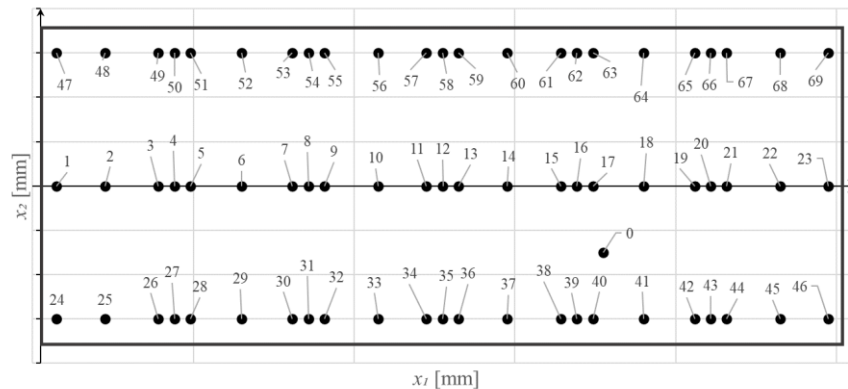 47 48 49 50 51 52 53 54 55 56 57 58 59 60 61 62 63 64 65 66 67 68 69
1 2 3 4 5 6 7 8 9 10 11 12 13 14 15 16 17 18 19 20 21 22 23
0
24 25 26 27 28 29 30 31 32 33 34 35 36 37 38 39 40 41 42 43 44 45 46
x₂ [mm]
x₁ [mm]